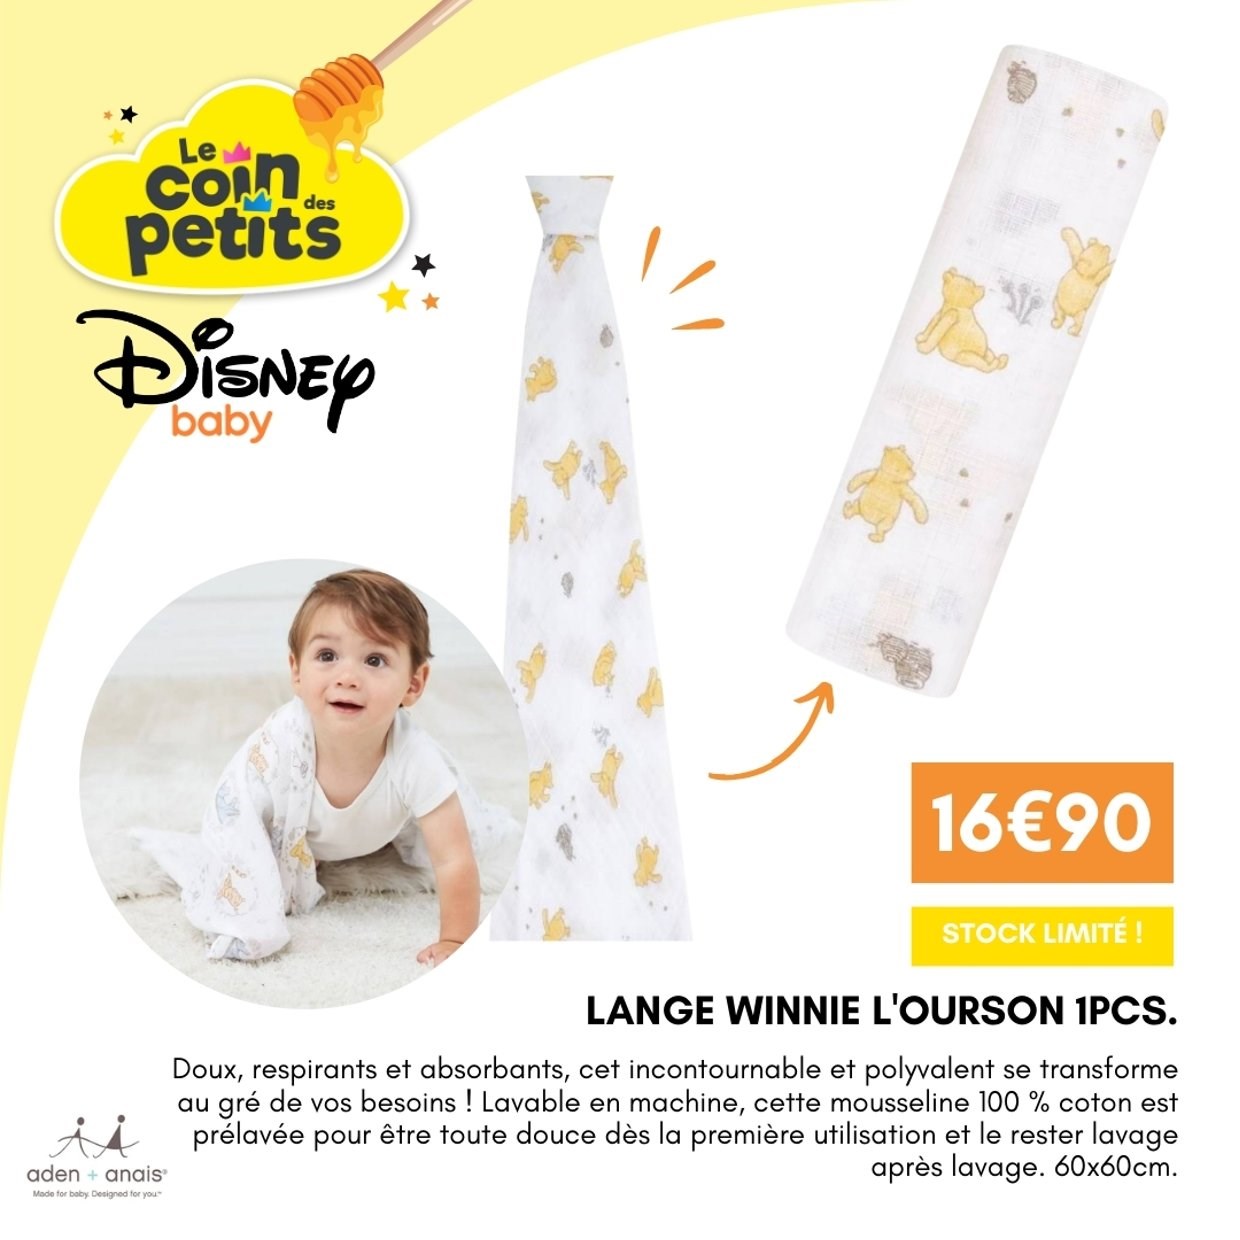 Le
coin
des
petits
Disney
baby
16€90
STOCK LIMITÉ !
LANGE WINNIE L'OURSON 1PCS.
Doux, respirants et absorbants, cet incontournable et polyvalent se transforme
au gré de vos besoins ! Lavable en machine, cette mousseline 100 % coton est
prélavée pour être toute douce dès la première utilisation et le rester lavage
après lavage. 60x60cm.
aden + anais®
Made for baby. Designed for you.™